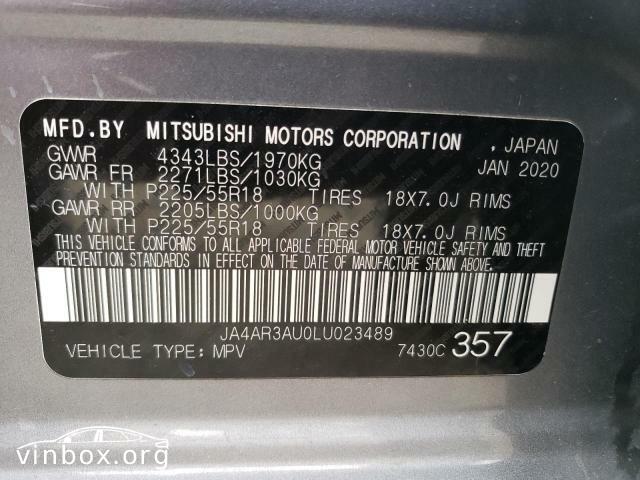 MFD.BY MITSUBISHI MOTORS CORPORATION . JAPAN
GVWR 4343LBS/1970KG JAN 2020
GAWR FR 2271LBS/1030KG
WITH P225/55R18 TIRES 18X7.0J RIMS
GAWR RR 2205LBS/1000KG
WITH P225/55R18 TIRES 18X7.0J RIMS
THIS VEHICLE CONFORMS TO ALL APPLICABLE FEDERAL MOTOR VEHICLE SAFETY AND THEFT
PREVENTION STANDARDS IN EFFECT ON THE DATE OF MANUFACTURE SHOWN ABOVE.
JA4AR3AU0LU023489
VEHICLE TYPE: MPV 7430C 357
vinbox.org